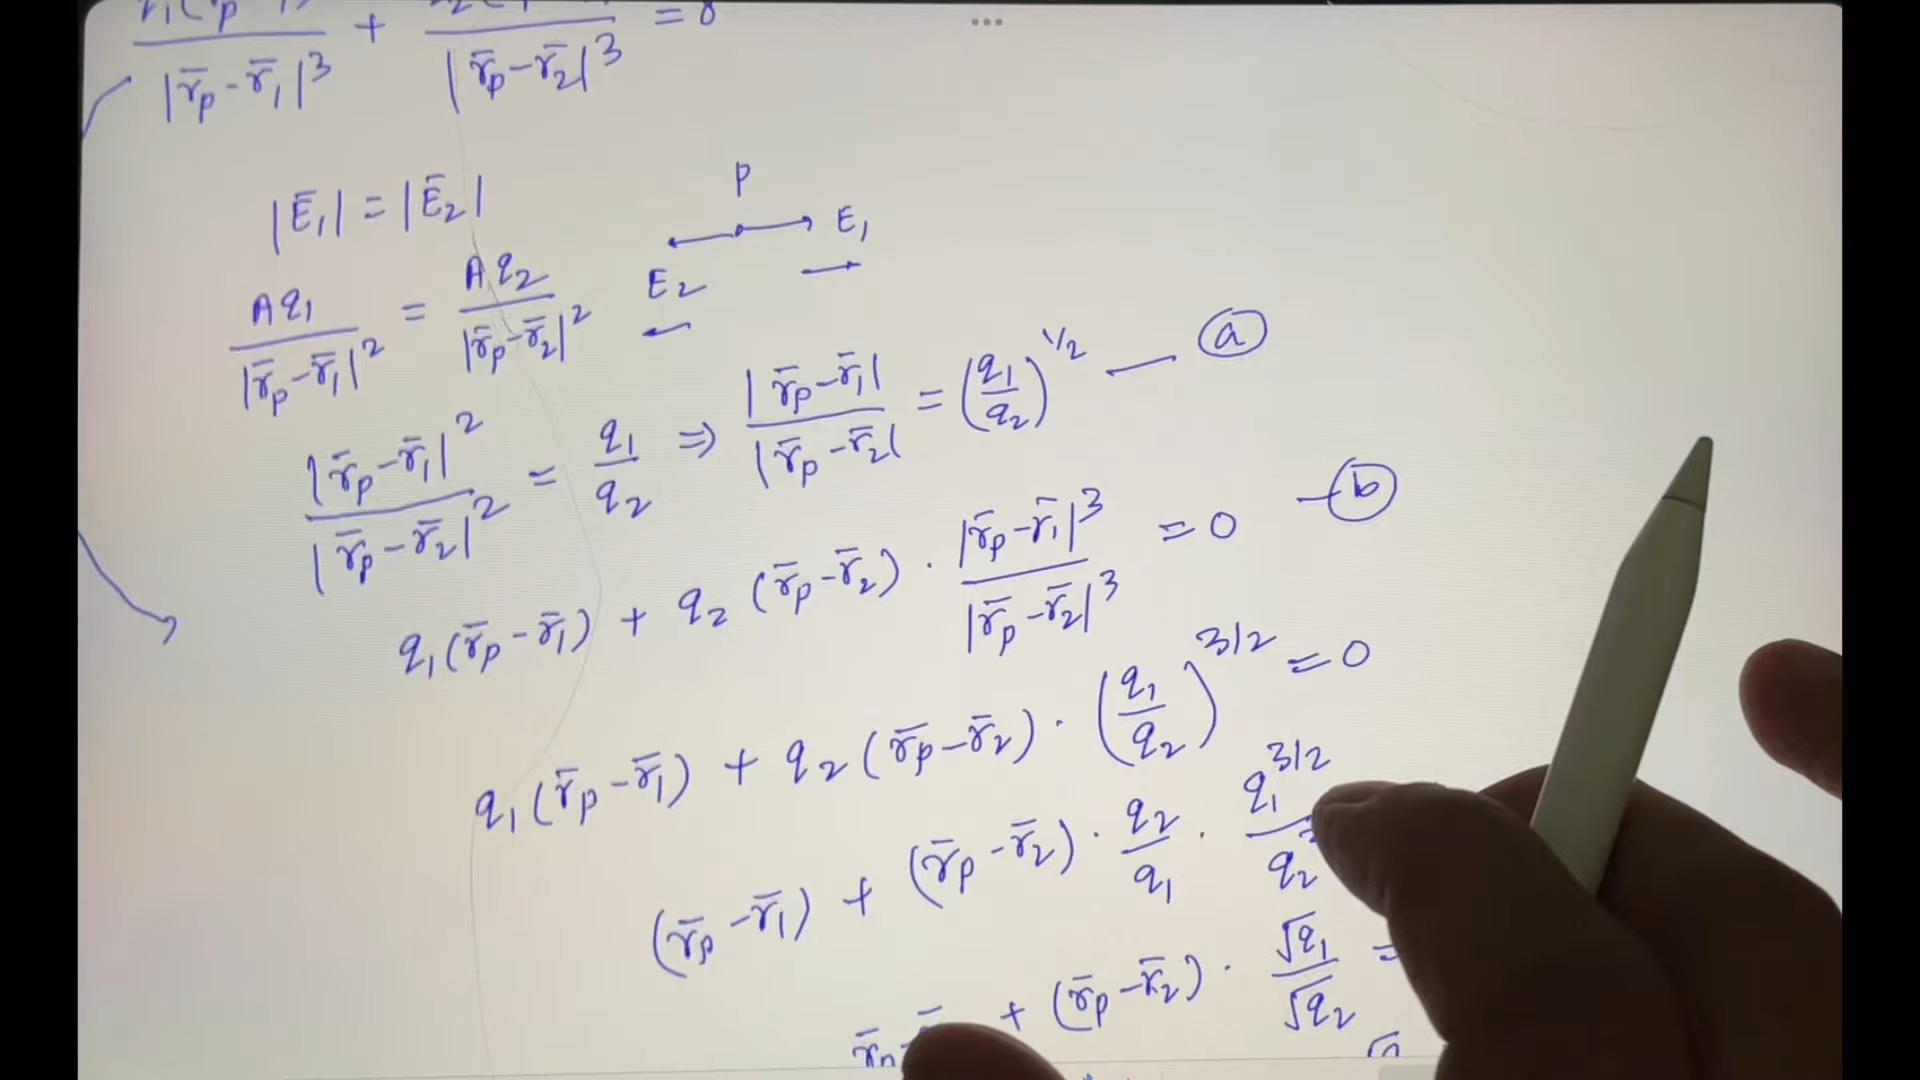 |r̄p - r̄1|³ + |r̄p - r̄2|³ = 0
P
|Ē1| = |Ē2|
E1
E2
Aq1 / |r̄p - r̄1|² = Aq2 / |r̄p - r̄2|²
|r̄p - r̄1|² / |r̄p - r̄2|² = q1 / q2 ⇒ |r̄p - r̄1| / |r̄p - r̄2| = (q1 / q2)^1/2 — (a)
q1(r̄p - r̄1) + q2(r̄p - r̄2) · |r̄p - r̄1|³ / |r̄p - r̄2|³ = 0 — (b)
q1(r̄p - r̄1) + q2(r̄p - r̄2) · (q1 / q2)^3/2 = 0
(r̄p - r̄1) + (r̄p - r̄2) · q2 / q1 · q1^3/2 / q2
+ (r̄p - r̄2) · √q1 / √q2 =